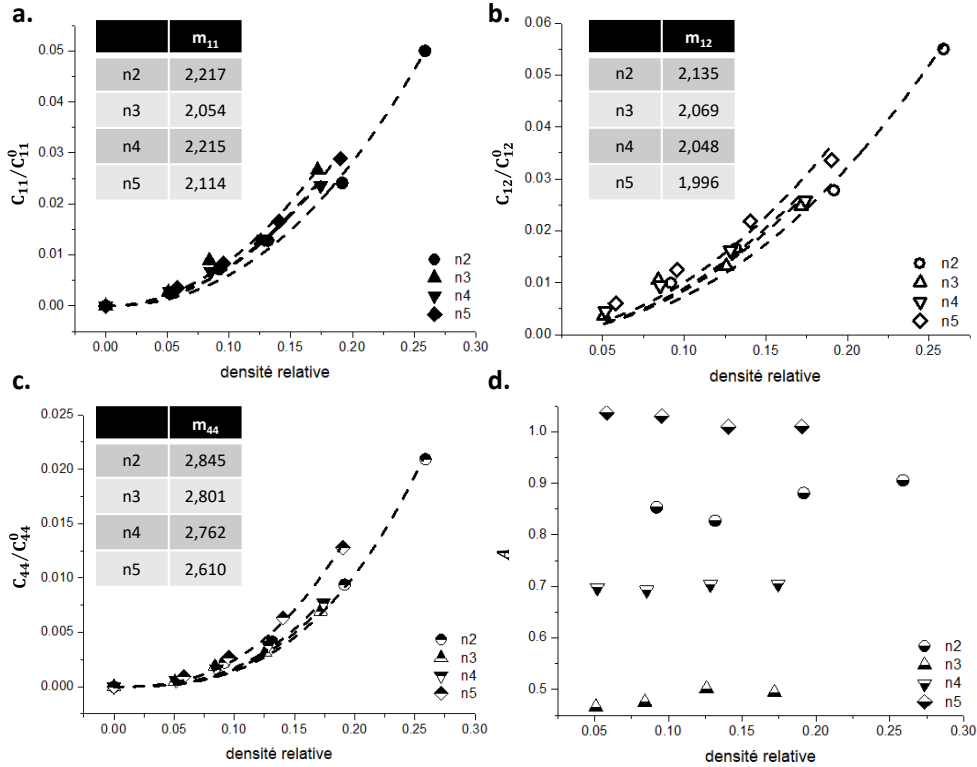 a.
m11
n2 2,217
n3 2,054
n4 2,215
n5 2,114
C11/C11^0
0.05
0.04
0.03
0.02
0.01
0.00
0.00 0.05 0.10 0.15 0.20 0.25 0.30
densité relative
n2
n3
n4
n5
b.
m12
n2 2,135
n3 2,069
n4 2,048
n5 1,996
C12/C12^0
0.06
0.05
0.04
0.03
0.02
0.01
0.00
0.05 0.10 0.15 0.20 0.25
densité relative
n2
n3
n4
n5
c.
m44
n2 2,845
n3 2,801
n4 2,762
n5 2,610
C44/C44^0
0.025
0.020
0.015
0.010
0.005
0.000
0.00 0.05 0.10 0.15 0.20 0.25 0.30
densité relative
n2
n3
n4
n5
d.
A
1.0
0.9
0.8
0.7
0.6
0.5
0.05 0.10 0.15 0.20 0.25 0.30
densité relative
n2
n3
n4
n5